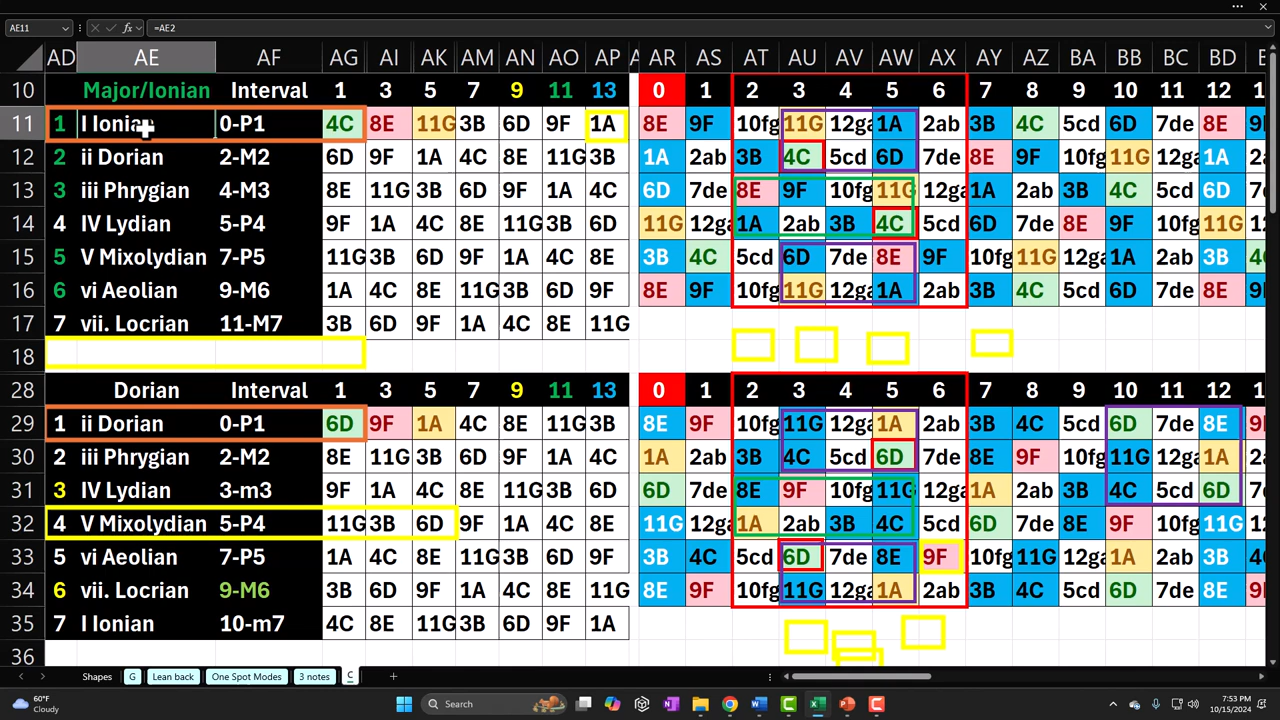 AE11 fx =AE2
AD AE AF AG AI AK AM AN AO AP AR AS AT AU AV AW AX AY AZ BA BB BC BD
10 Major/Ionian Interval 1 3 5 7 9 11 13 0 1 2 3 4 5 6 7 8 9 10 11 12
11 1 I Ionian 0-P1 4C 8E 11G 3B 6D 9F 1A 8E 9F 10fg 11G 12ga 1A 2ab 3B 4C 5cd 6D 7de 8E
12 2 ii Dorian 2-M2 6D 9F 1A 4C 8E 11G 3B 1A 2ab 3B 4C 5cd 6D 7de 8E 9F 10fg 11G 12ga 1A
13 3 iii Phrygian 4-M3 8E 11G 3B 6D 9F 1A 4C 6D 7de 8E 9F 10fg 11G 12ga 1A 2ab 3B 4C 5cd 6D
14 4 IV Lydian 5-P4 9F 1A 4C 8E 11G 3B 6D 11G 12ga 1A 2ab 3B 4C 5cd 6D 7de 8E 9F 10fg 11G
15 5 V Mixolydian 7-P5 11G 3B 6D 9F 1A 4C 8E 3B 4C 5cd 6D 7de 8E 9F 10fg 11G 12ga 1A 2ab 3B
16 6 vi Aeolian 9-M6 1A 4C 8E 11G 3B 6D 9F 8E 9F 10fg 11G 12ga 1A 2ab 3B 4C 5cd 6D 7de 8E
17 7 vii. Locrian 11-M7 3B 6D 9F 1A 4C 8E 11G
18
28 Dorian Interval 1 3 5 7 9 11 13 0 1 2 3 4 5 6 7 8 9 10 11 12
29 1 ii Dorian 0-P1 6D 9F 1A 4C 8E 11G 3B 8E 9F 10fg 11G 12ga 1A 2ab 3B 4C 5cd 6D 7de 8E
30 2 iii Phrygian 2-M2 8E 11G 3B 6D 9F 1A 4C 1A 2ab 3B 4C 5cd 6D 7de 8E 9F 10fg 11G 12ga 1A
31 3 IV Lydian 3-m3 9F 1A 4C 8E 11G 3B 6D 6D 7de 8E 9F 10fg 11G 12ga 1A 2ab 3B 4C 5cd 6D
32 4 V Mixolydian 5-P4 11G 3B 6D 9F 1A 4C 8E 11G 12ga 1A 2ab 3B 4C 5cd 6D 7de 8E 9F 10fg 11G
33 5 vi Aeolian 7-P5 1A 4C 8E 11G 3B 6D 9F 3B 4C 5cd 6D 7de 8E 9F 10fg 11G 12ga 1A 2ab 3B
34 6 vii. Locrian 9-M6 3B 6D 9F 1A 4C 8E 11G 8E 9F 10fg 11G 12ga 1A 2ab 3B 4C 5cd 6D 7de 8E
35 7 I Ionian 10-m7 4C 8E 11G 3B 6D 9F 1A
36
Shapes G Lean back One Spot Modes 3 notes C
60°F
Cloudy
Search
7:53 PM
10/15/2024